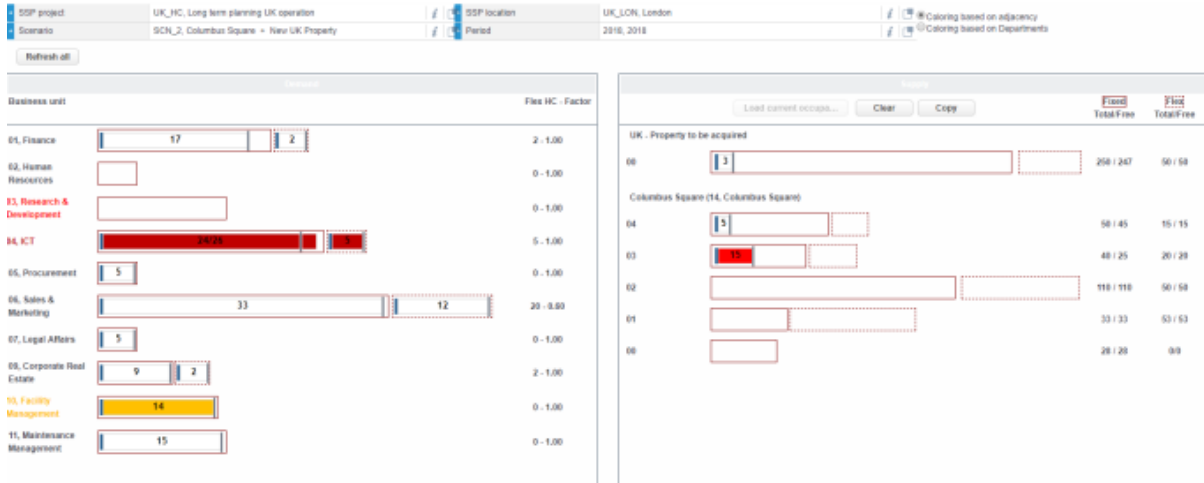 SSP project UK_HC, Long term planning UK operation i SSP location UK_LON, London i Coloring based on adjacency
Scenario SCN_2, Columbus Square + New UK Property i Period 2018, 2018 i Coloring based on Departments
Refresh all
Business unit Flex HC - Factor
Load current occupa... Clear Copy Fixed Flex
Total/Free Total/Free
UK - Property to be acquired
01, Finance 17 2 2 - 1.00
00 3 250 / 247 50 / 50
02, Human
Resources 0 - 1.00
Columbus Square (14, Columbus Square)
03, Research &
Development 0 - 1.00
04 5 50 / 45 15 / 15
04, ICT 24/26 5 5 - 1.00
03 15 40 / 25 20 / 20
05, Procurement 5 0 - 1.00
02 110 / 110 50 / 50
06, Sales &
Marketing 33 12 20 - 0.60
01 33 / 33 53 / 53
07, Legal Affairs 5 0 - 1.00
00 20 / 20 0/0
08, Corporate Real
Estate 9 2 2 - 1.00
10, Facility
Management 14 0 - 1.00
11, Maintenance
Management 15 0 - 1.00